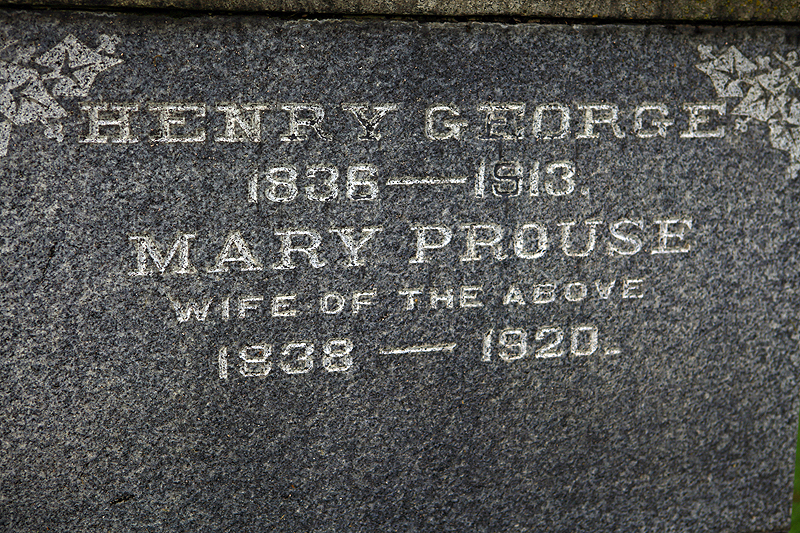 HENRY GEORGE
1836—1913.
MARY PROUSE
WIFE OF THE ABOVE
1838 — 1920.